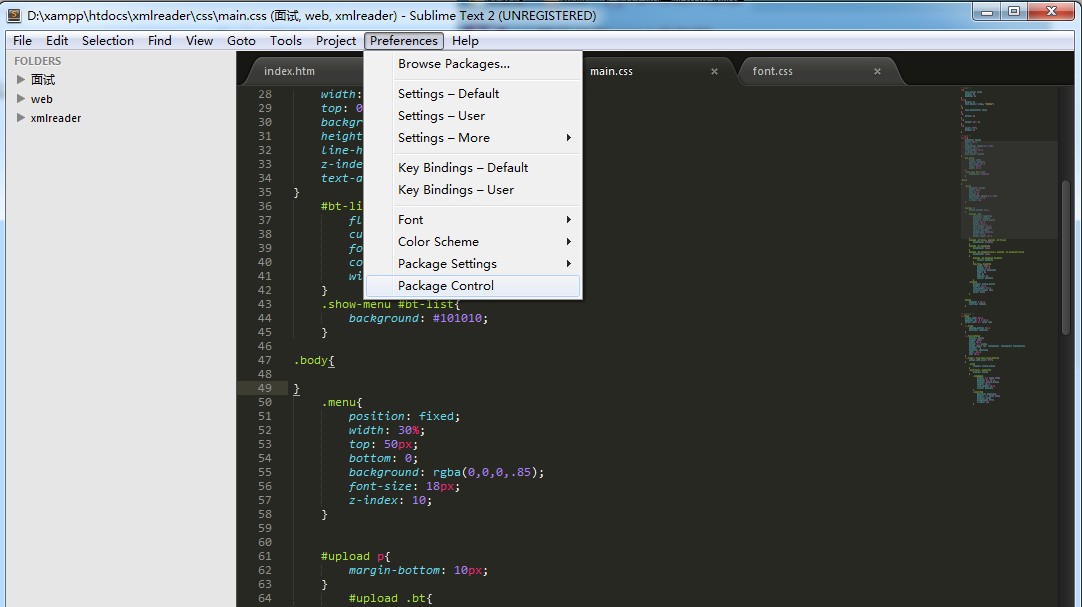 D:\xampp\htdocs\xmlreader\css\main.css (面试, web, xmlreader) - Sublime Text 2 (UNREGISTERED)
File Edit Selection Find View Goto Tools Project Preferences Help
FOLDERS
面试
web
xmlreader
index.htm
main.css ×
font.css ×
Browse Packages...
Settings – Default
Settings – User
Settings – More
Key Bindings – Default
Key Bindings – User
Font
Color Scheme
Package Settings
Package Control
28 width:
29 top: 0
30 backgr
31 height
32 line-h
33 z-inde
34 text-a
35 }
36 #bt-li
37 fl
38 cu
39 fo
40 co
41 wi
42 }
43 .show-menu #bt-list{
44 background: #101010;
45 }
46
47 .body{
48
49 }
50 .menu{
51 position: fixed;
52 width: 30%;
53 top: 50px;
54 bottom: 0;
55 background: rgba(0,0,0,.85);
56 font-size: 18px;
57 z-index: 10;
58 }
59
60
61 #upload p{
62 margin-bottom: 10px;
63 }
64 #upload .bt{